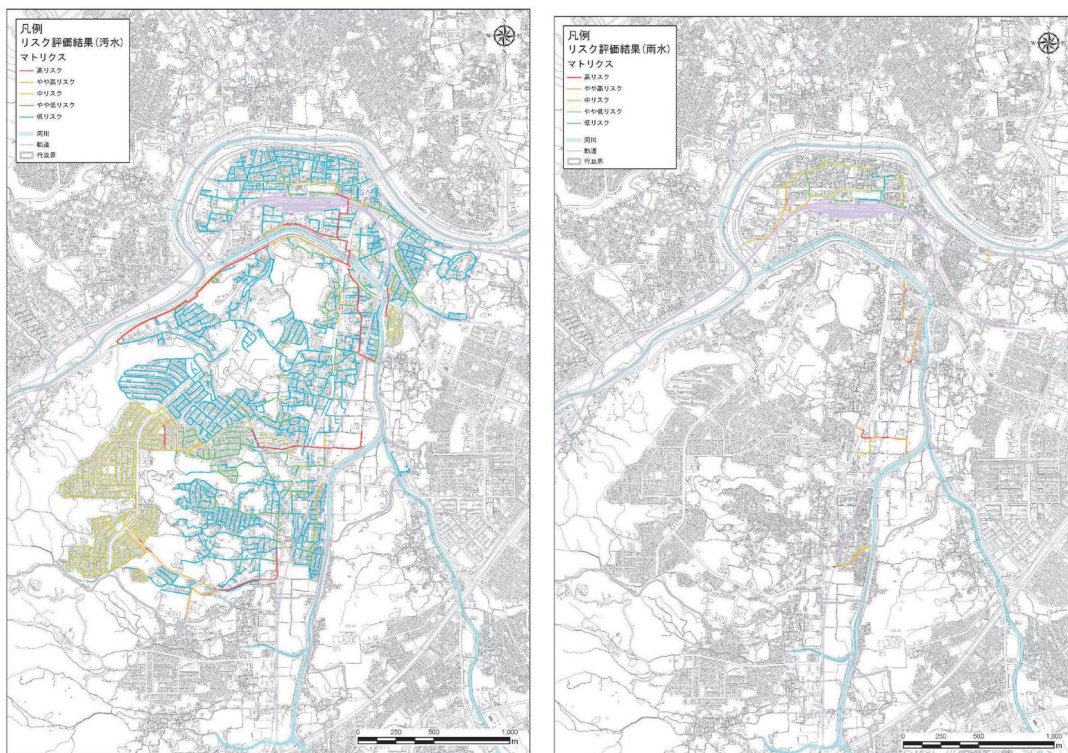 凡例
リスク評価結果(汚水)
マトリクス
高リスク
やや高リスク
中リスク
やや低リスク
低リスク
河川
軌道
行政界
N
0 250 500 1,000
m
凡例
リスク評価結果(雨水)
マトリクス
高リスク
やや高リスク
中リスク
やや低リスク
低リスク
河川
軌道
行政界
N
W
0 250 500 1,000
m